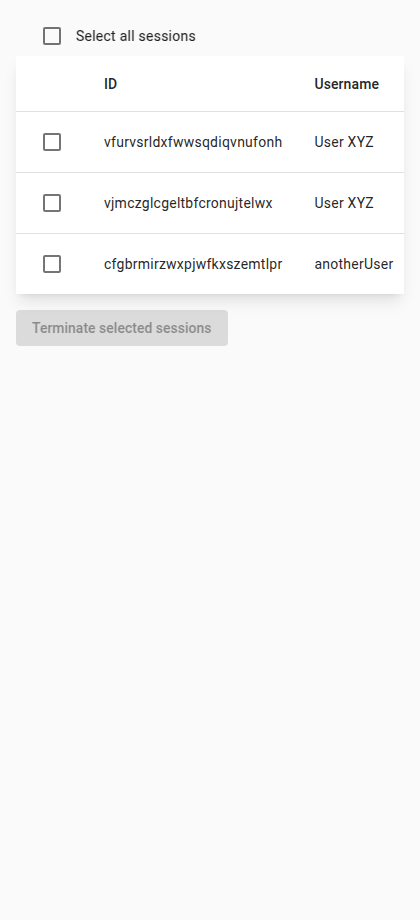 Select all sessions
ID Username
vfurvsrldxfwwsqdiqvnufonh User XYZ
vjmczglcgeltbfcronujtelwx User XYZ
cfgbrmirzwxpjwfkxszemtlpr anotherUser
Terminate selected sessions